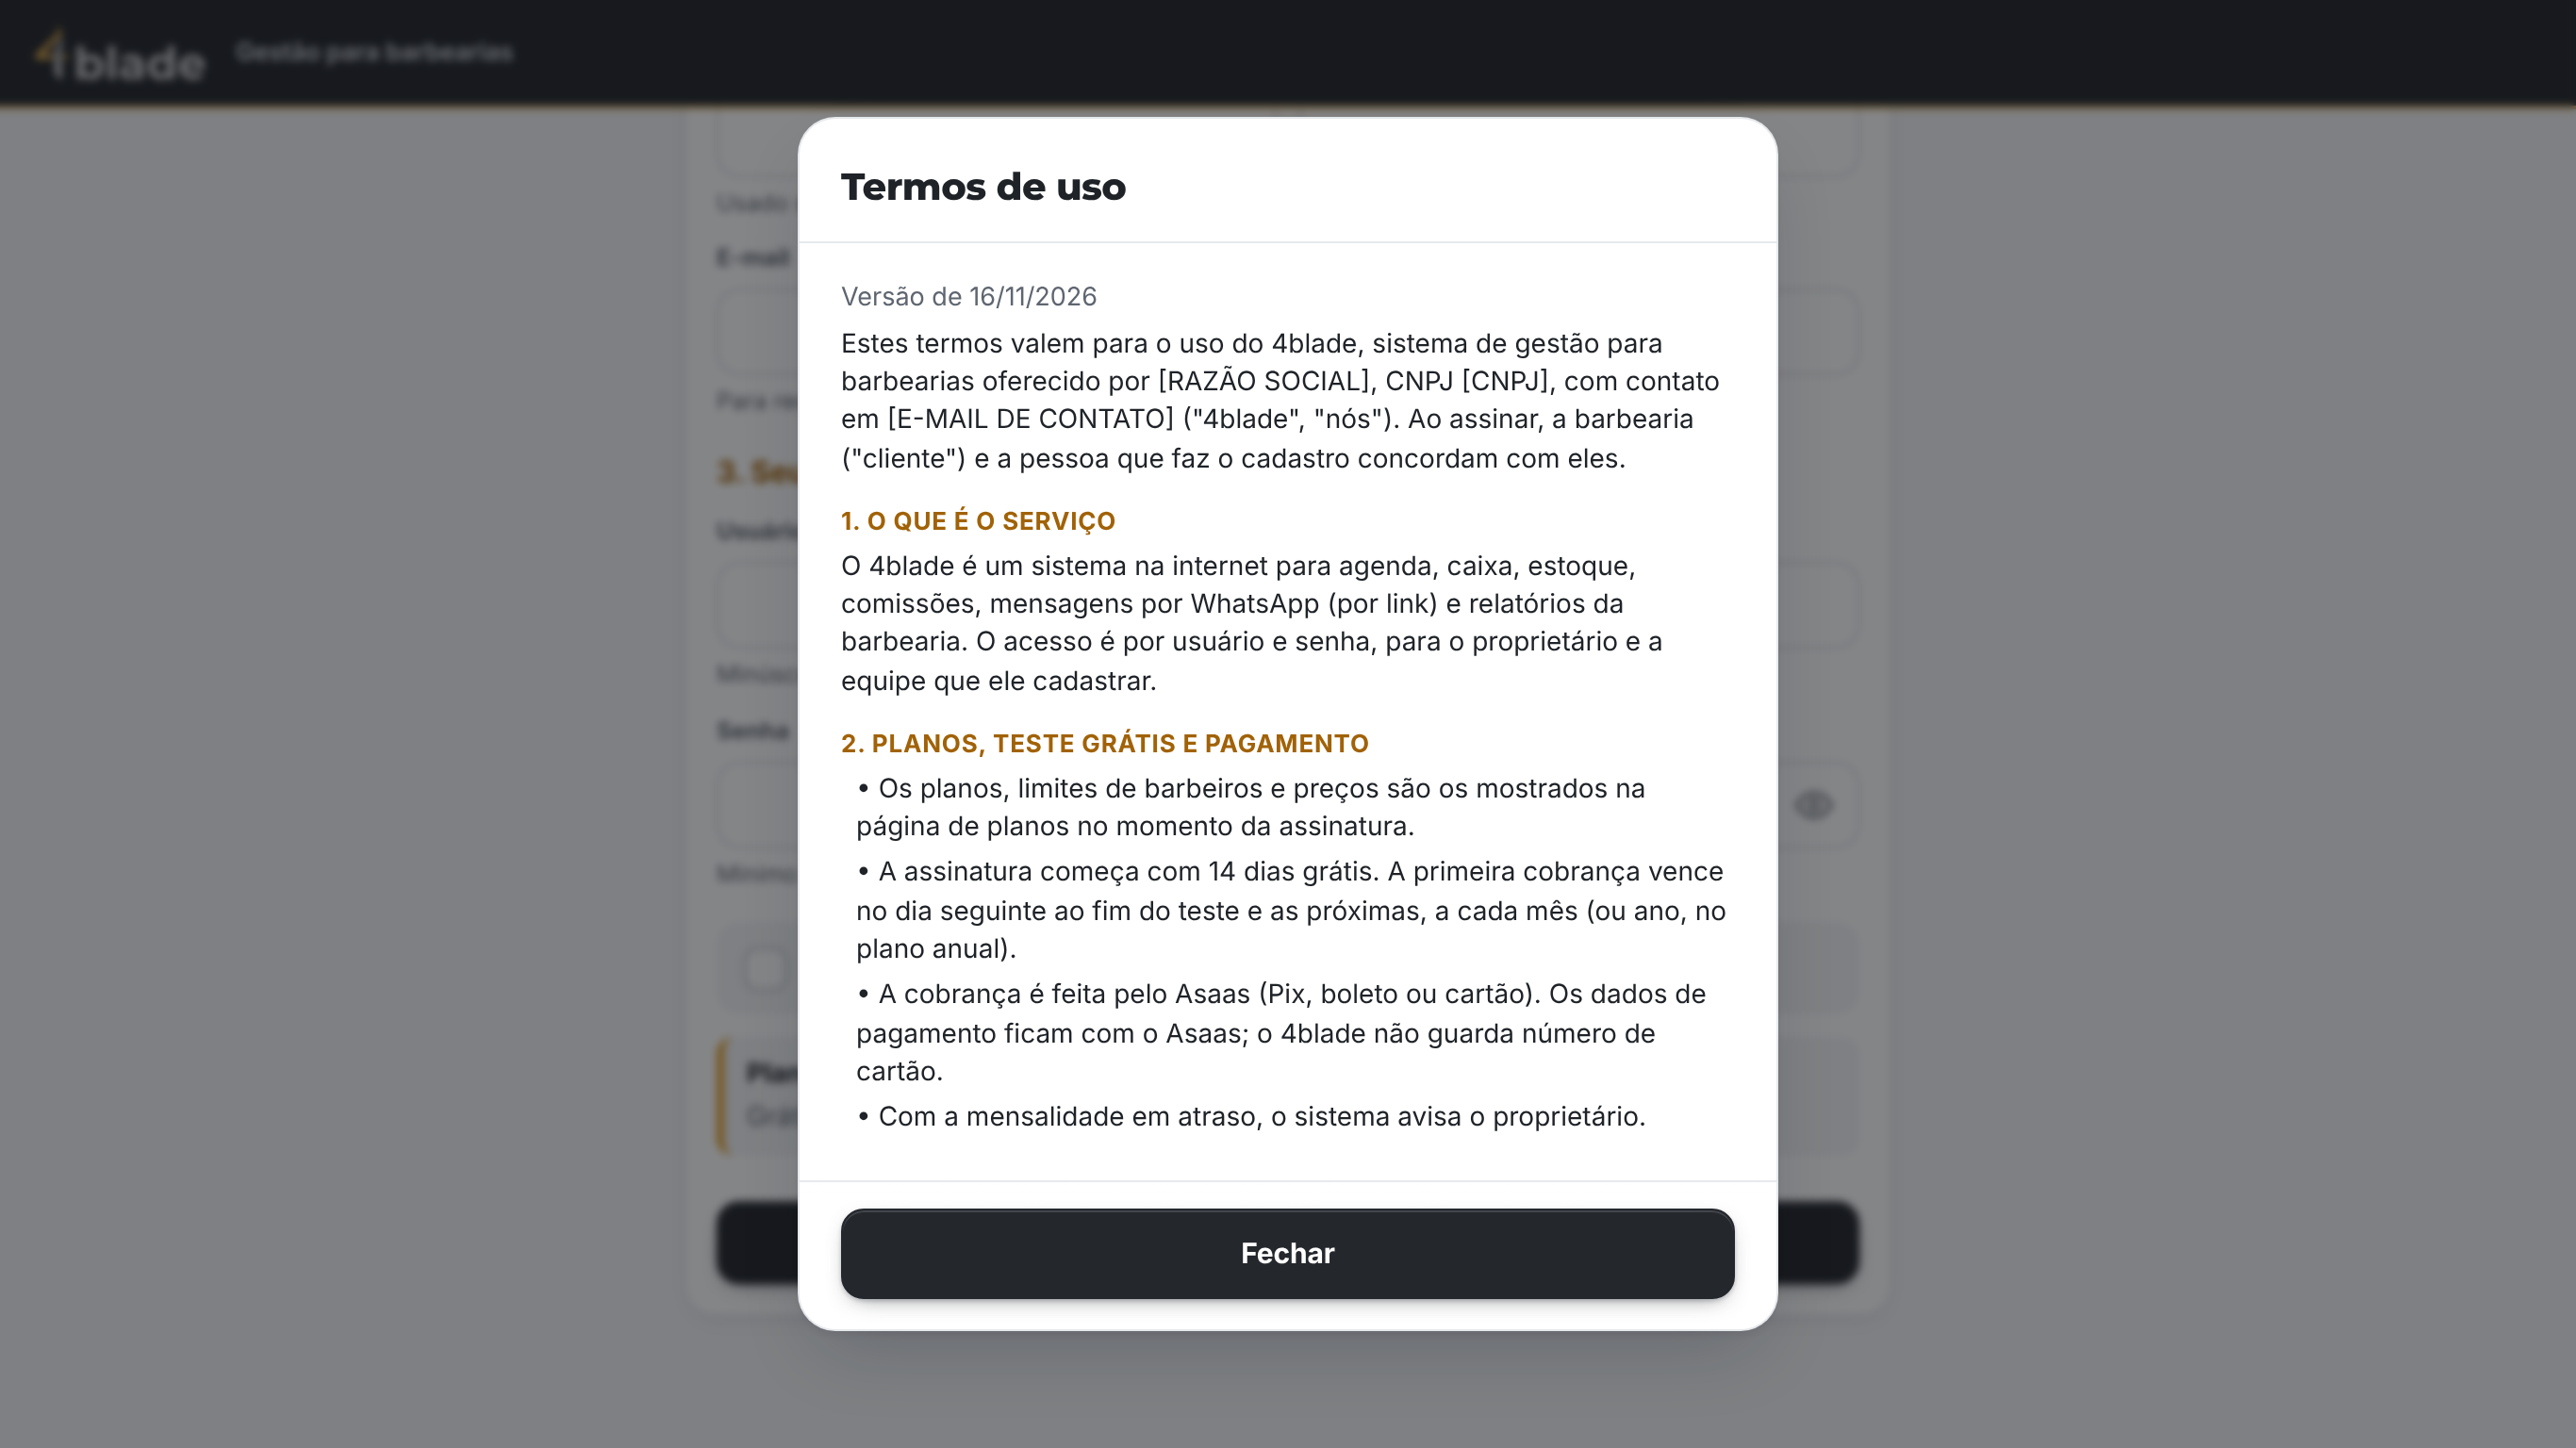 4blade
Gestão para barbearias
Termos de uso
Versão de 16/11/2026
Estes termos valem para o uso do 4blade, sistema de gestão para
barbearias oferecido por [RAZÃO SOCIAL], CNPJ [CNPJ], com contato
em [E-MAIL DE CONTATO] ("4blade", "nós"). Ao assinar, a barbearia
("cliente") e a pessoa que faz o cadastro concordam com eles.
1. O QUE É O SERVIÇO
O 4blade é um sistema na internet para agenda, caixa, estoque,
comissões, mensagens por WhatsApp (por link) e relatórios da
barbearia. O acesso é por usuário e senha, para o proprietário e a
equipe que ele cadastrar.
2. PLANOS, TESTE GRÁTIS E PAGAMENTO
• Os planos, limites de barbeiros e preços são os mostrados na
página de planos no momento da assinatura.
• A assinatura começa com 14 dias grátis. A primeira cobrança vence
no dia seguinte ao fim do teste e as próximas, a cada mês (ou ano, no
plano anual).
• A cobrança é feita pelo Asaas (Pix, boleto ou cartão). Os dados de
pagamento ficam com o Asaas; o 4blade não guarda número de
cartão.
• Com a mensalidade em atraso, o sistema avisa o proprietário.
Fechar
Usado
E-mail
Para
3.
Senha